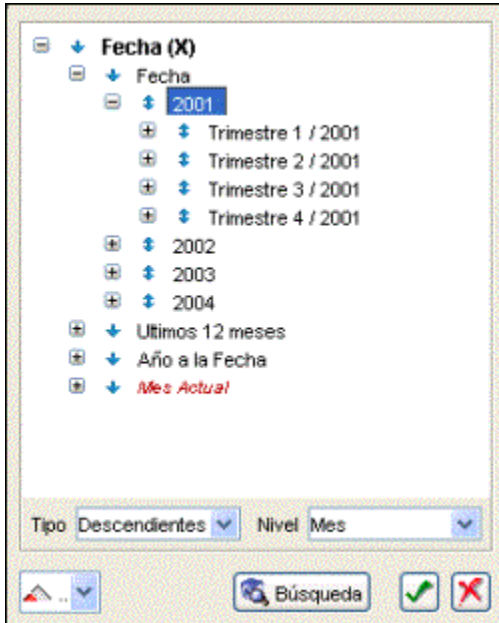 Fecha (X)
Fecha
2001
Trimestre 1 / 2001
Trimestre 2 / 2001
Trimestre 3 / 2001
Trimestre 4 / 2001
2002
2003
2004
Ultimos 12 meses
Año a la Fecha
Mes Actual
Tipo Descendientes Nivel Mes
.. Búsqueda